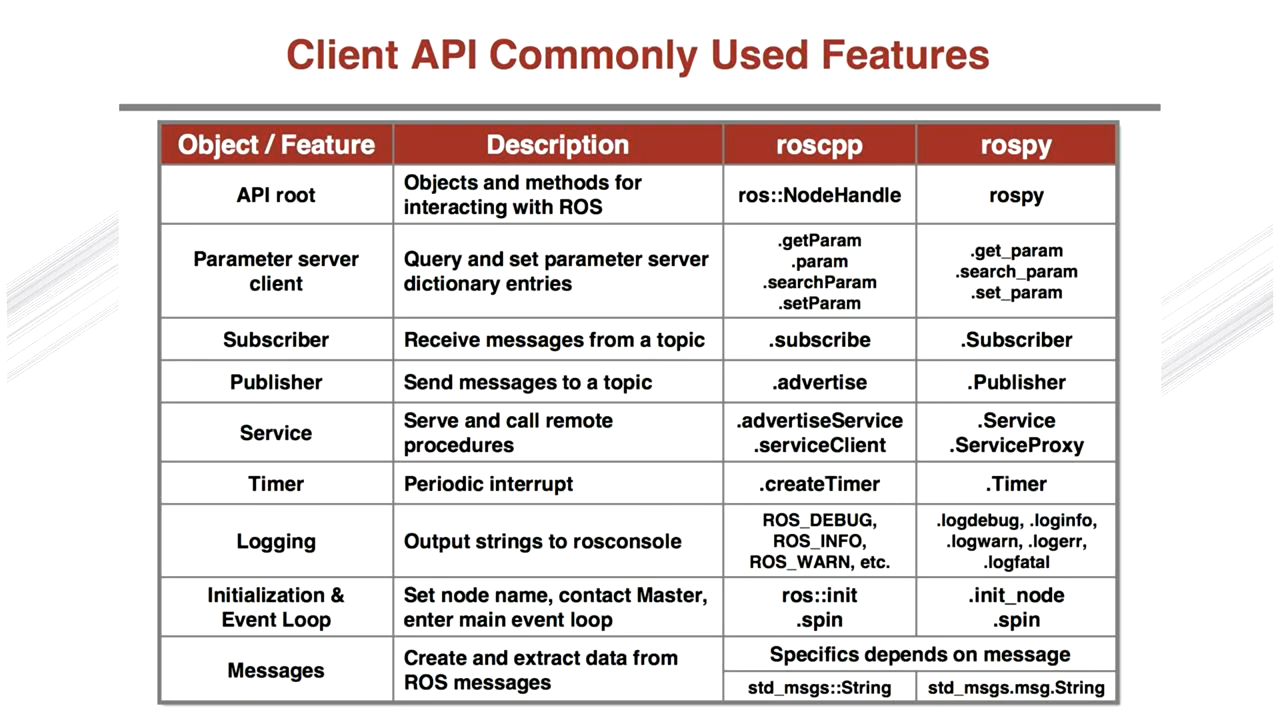 Client API Commonly Used Features
Object / Feature
Description
roscpp
rospy
API root
Objects and methods for
interacting with ROS
ros::NodeHandle
rospy
Parameter server
client
Query and set parameter server
dictionary entries
.getParam
.param
.searchParam
.setParam
.get_param
.search_param
.set_param
Subscriber
Receive messages from a topic
.subscribe
.Subscriber
Publisher
Send messages to a topic
.advertise
.Publisher
Service
Serve and call remote
procedures
.advertiseService
.serviceClient
.Service
.ServiceProxy
Timer
Periodic interrupt
.createTimer
.Timer
Logging
Output strings to rosconsole
ROS_DEBUG,
ROS_INFO,
ROS_WARN, etc.
.logdebug, .loginfo,
.logwarn, .logerr,
.logfatal
Initialization &
Event Loop
Set node name, contact Master,
enter main event loop
ros::init
.spin
.init_node
.spin
Messages
Create and extract data from
ROS messages
Specifics depends on message
std_msgs::String
std_msgs.msg.String